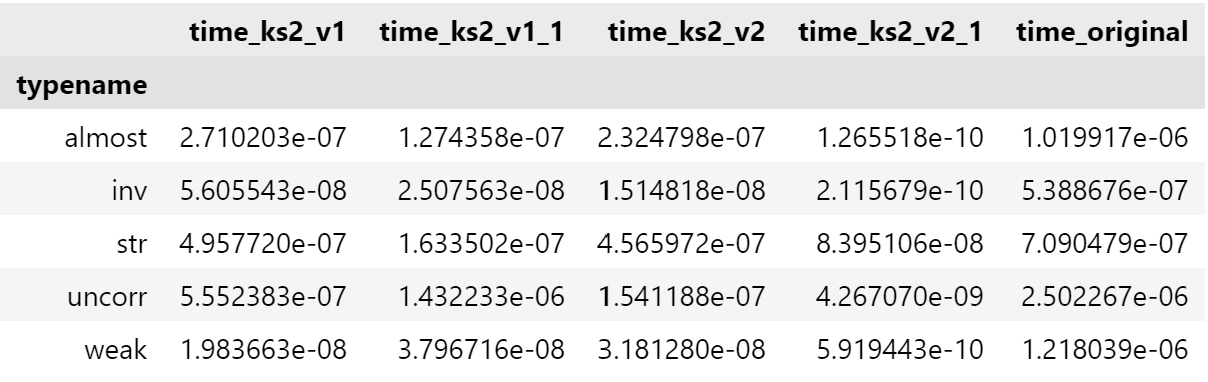 time_ks2_v1 time_ks2_v1_1 time_ks2_v2 time_ks2_v2_1 time_original
typename
almost 2.710203e-07 1.274358e-07 2.324798e-07 1.265518e-10 1.019917e-06
inv 5.605543e-08 2.507563e-08 1.514818e-08 2.115679e-10 5.388676e-07
str 4.957720e-07 1.633502e-07 4.565972e-07 8.395106e-08 7.090479e-07
uncorr 5.552383e-07 1.432233e-06 1.541188e-07 4.267070e-09 2.502267e-06
weak 1.983663e-08 3.796716e-08 3.181280e-08 5.919443e-10 1.218039e-06